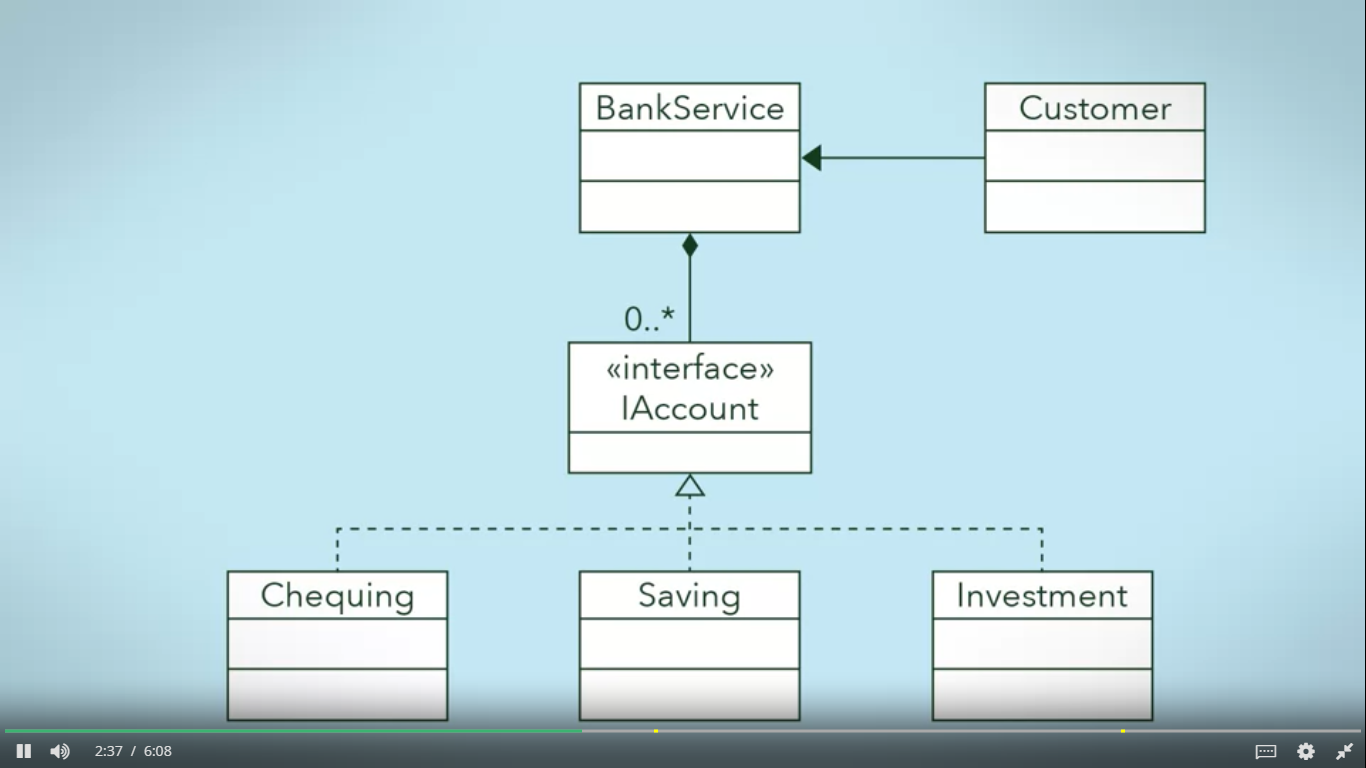 BankService
Customer
0..*
«interface»
IAccount
Chequing
Saving
Investment
2:37 / 6:08